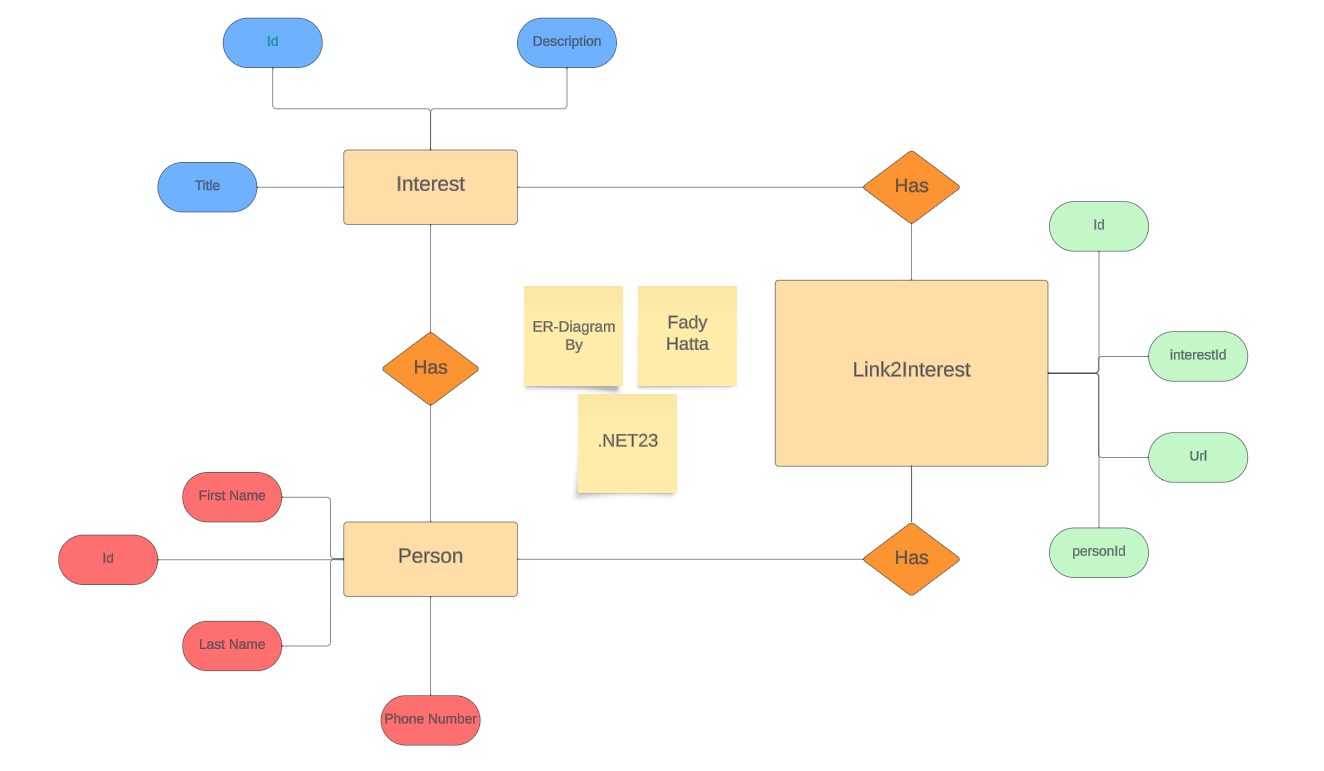 Id
Description
Title
Interest
Has
Id
ER-Diagram
By
Fady
Hatta
interestId
Has
Link2Interest
.NET23
Url
First Name
Id
Person
Has
personId
Last Name
Phone Number